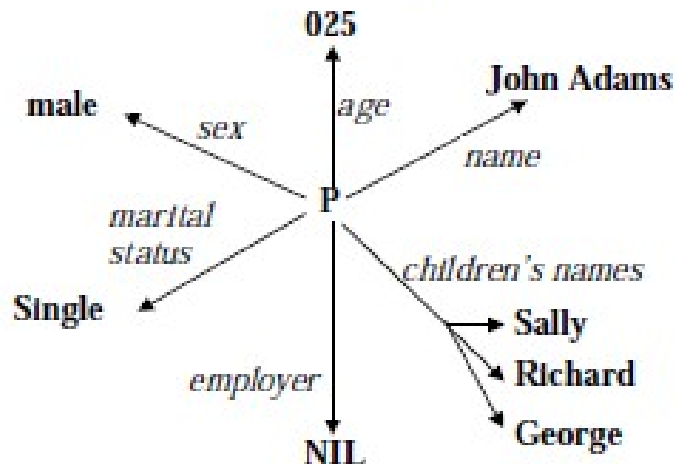 025
John Adams
male
age
sex
name
P
marital
status
children's names
Single
Sally
employer
Richard
George
NIL